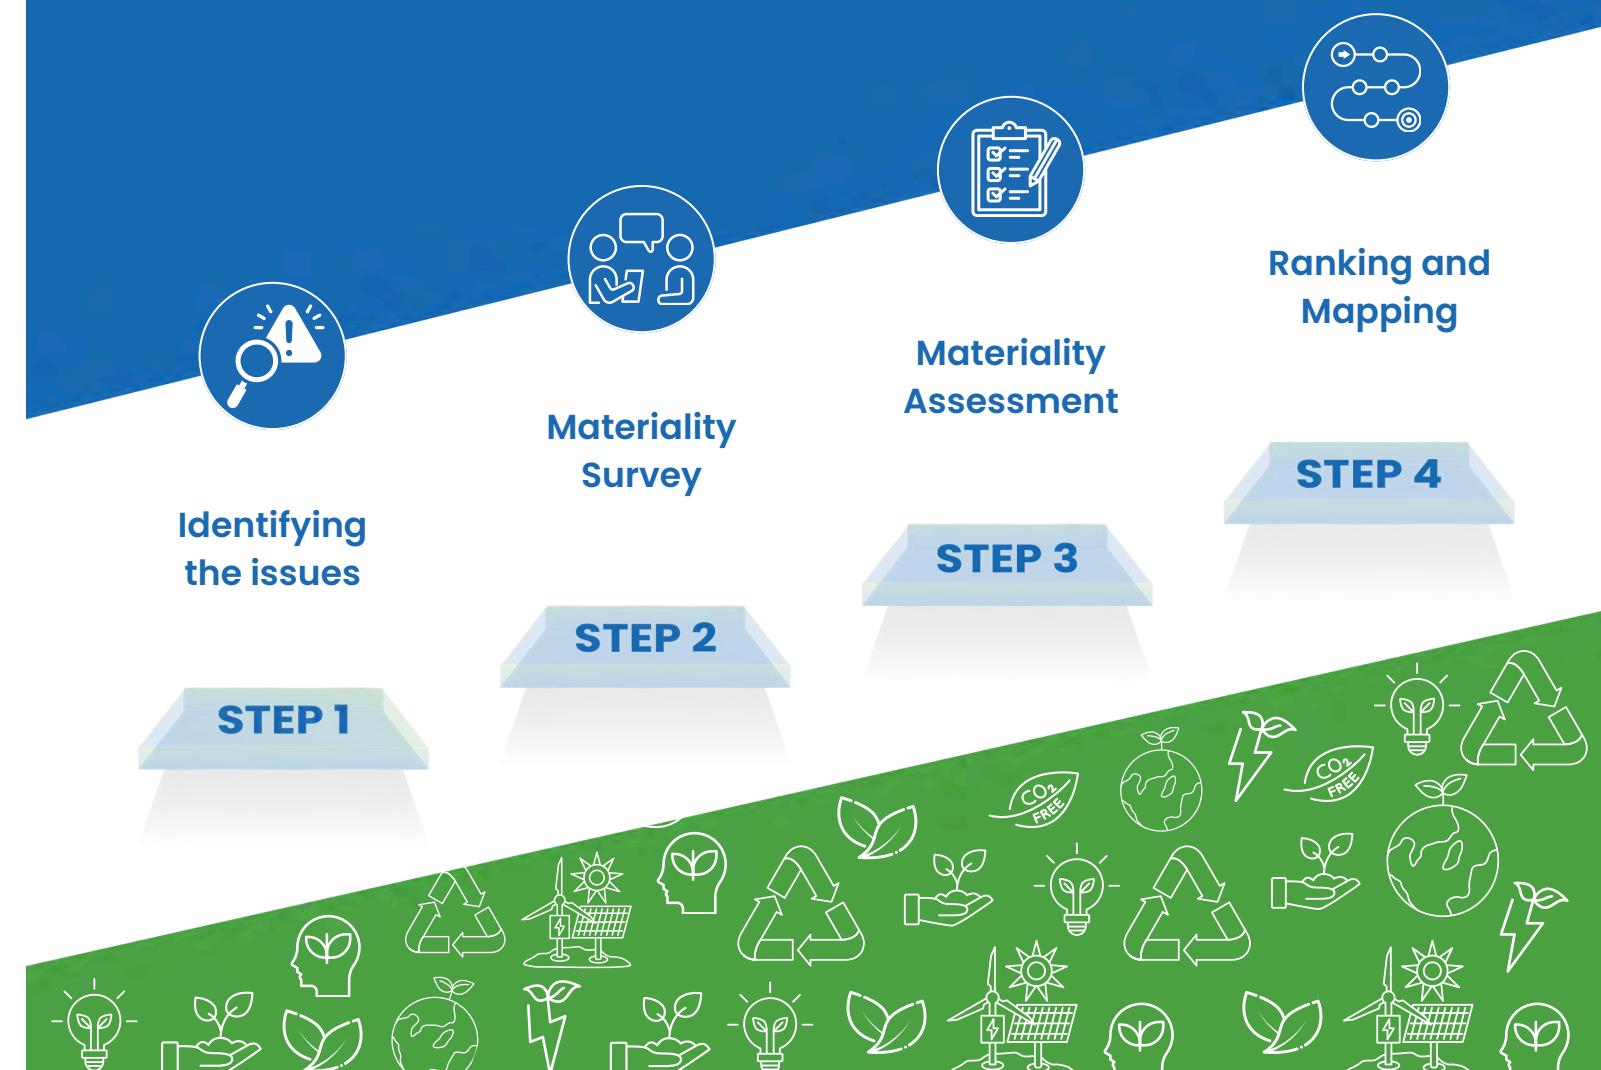 Identifying
the issues
STEP 1
Materiality
Survey
STEP 2
Materiality
Assessment
STEP 3
Ranking and
Mapping
STEP 4
CO2
FREE
CO2
FREE